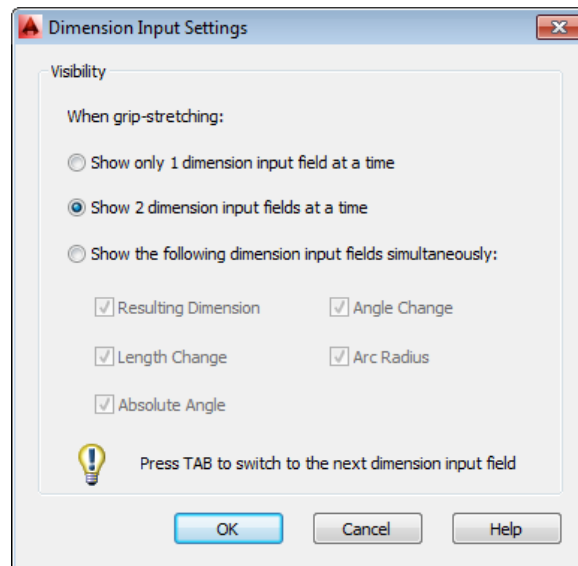 Dimension Input Settings
Visibility
When grip-stretching:
Show only 1 dimension input field at a time
Show 2 dimension input fields at a time
Show the following dimension input fields simultaneously:
Resulting Dimension Angle Change
Length Change Arc Radius
Absolute Angle
Press TAB to switch to the next dimension input field
OK Cancel Help